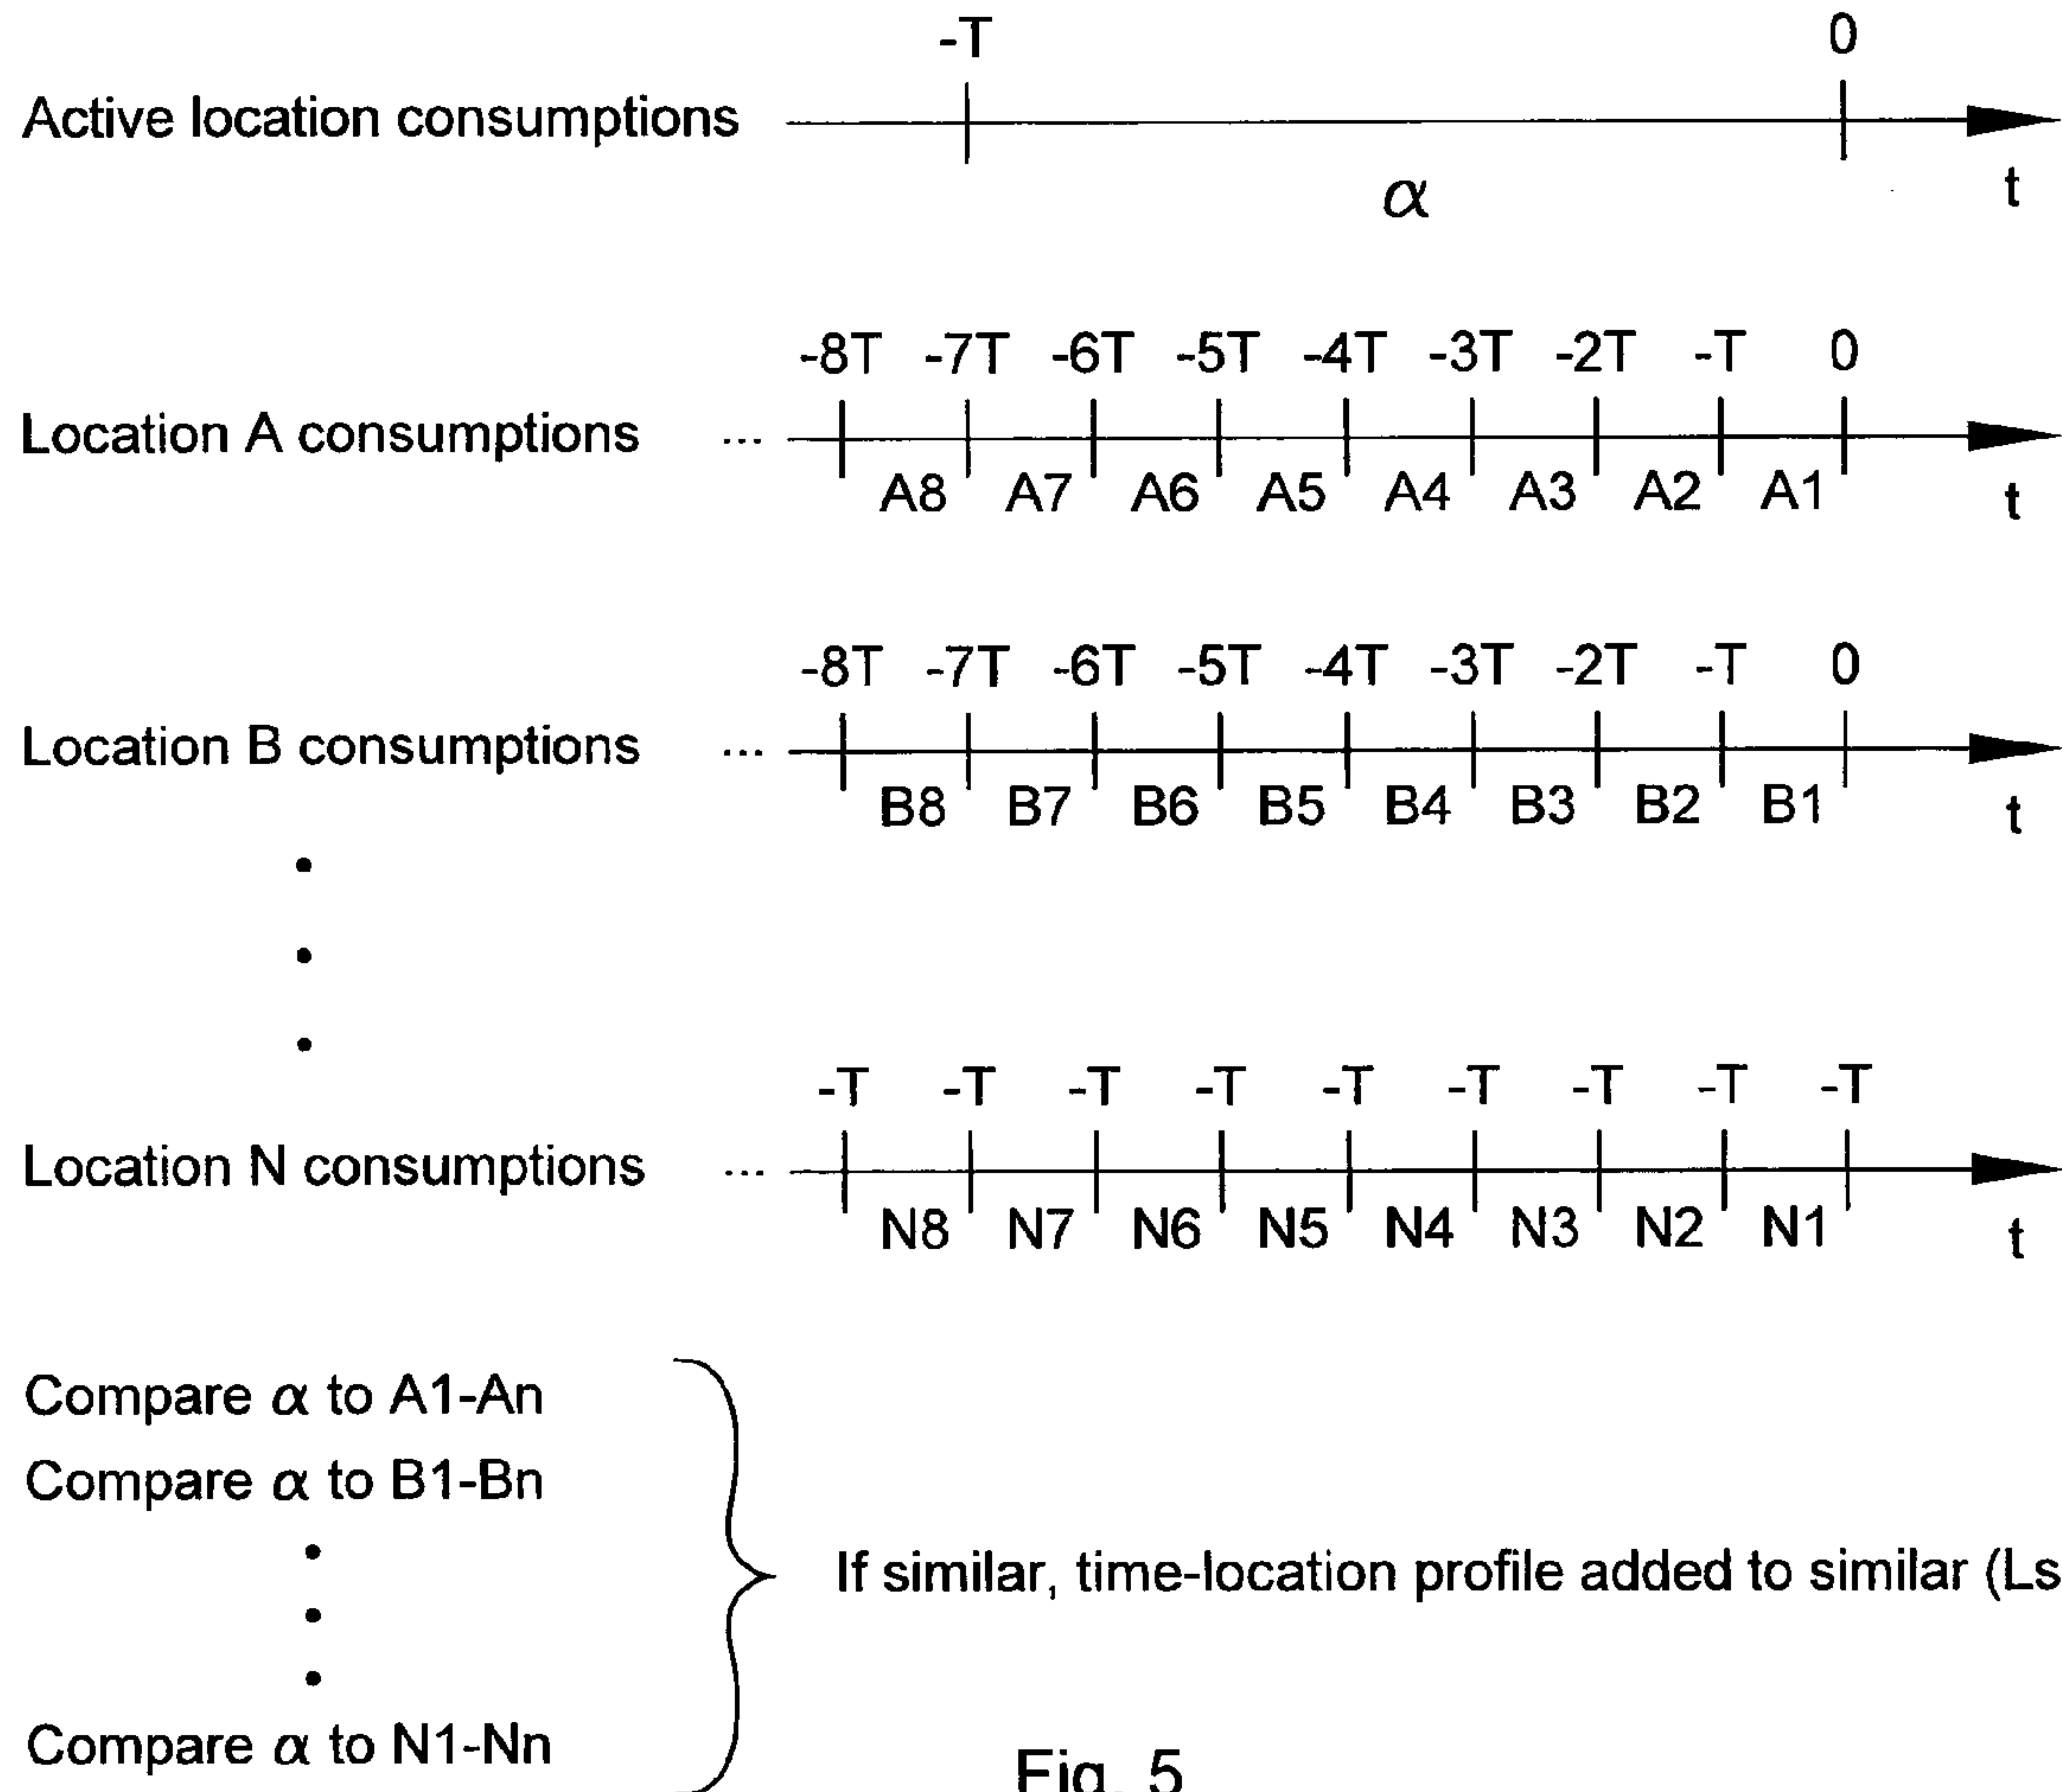 -T 0
Active location consumptions
α t
-8T -7T -6T -5T -4T -3T -2T -T 0
Location A consumptions ...
A8 A7 A6 A5 A4 A3 A2 A1 t
-8T -7T -6T -5T -4T -3T -2T -T 0
Location B consumptions ...
B8 B7 B6 B5 B4 B3 B2 B1 t
-T -T -T -T -T -T -T -T -T
Location N consumptions ...
N8 N7 N6 N5 N4 N3 N2 N1 t
Compare α to A1-An
Compare α to B1-Bn
If similar, time-location profile added to similar (Ls
Compare α to N1-Nn
Fig. 5